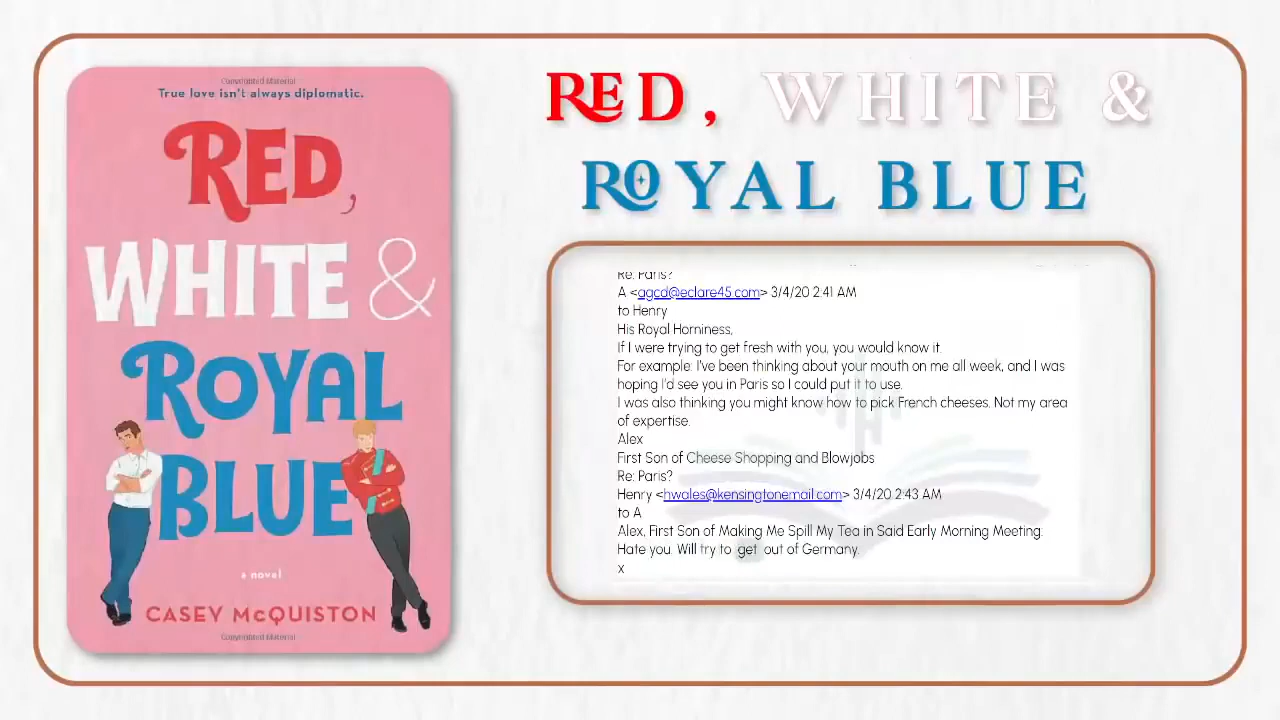 Copyrighted Material
True love isn't always diplomatic.
RED,
WHITE &
ROYAL
BLUE
a novel
CASEY McQUISTON
Copyrighted Material
RED, WHITE &
ROYAL BLUE
Re: Paris?
A <agcd@eclare45.com> 3/4/20 2:41 AM
to Henry
His Royal Horniness,
If I were trying to get fresh with you, you would know it.
For example: I've been thinking about your mouth on me all week, and I was
hoping I'd see you in Paris so I could put it to use.
I was also thinking you might know how to pick French cheeses. Not my area
of expertise.
Alex
First Son of Cheese Shopping and Blowjobs
Re: Paris?
Henry <hwales@kensingtonemail.com> 3/4/20 2:43 AM
to A
Alex, First Son of Making Me Spill My Tea in Said Early Morning Meeting.
Hate you. Will try to get out of Germany.
x